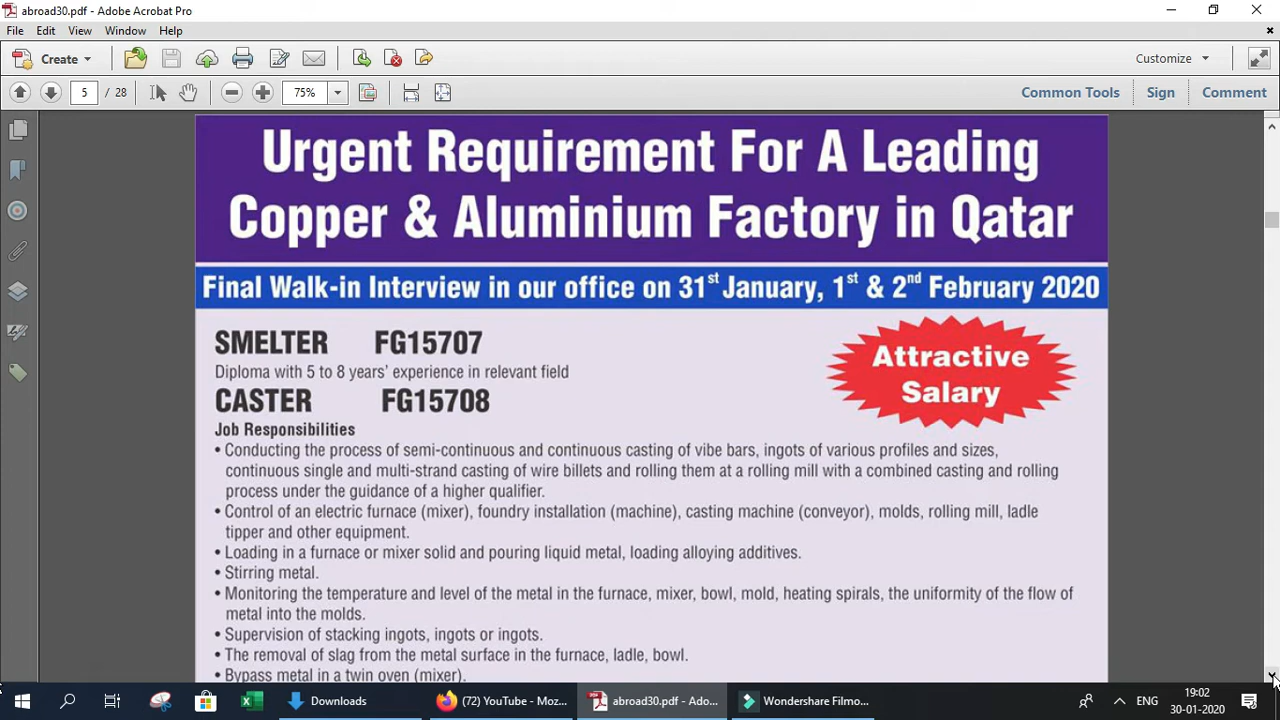 abroad30.pdf - Adobe Acrobat Pro
File Edit View Window Help
Create Customize
5 / 28 75% Common Tools Sign Comment
Urgent Requirement For A Leading
Copper & Aluminium Factory in Qatar
Final Walk-in Interview in our office on 31st January, 1st & 2nd February 2020
SMELTER FG15707
Diploma with 5 to 8 years' experience in relevant field
Attractive
Salary
CASTER FG15708
Job Responsibilities
• Conducting the process of semi-continuous and continuous casting of vibe bars, ingots of various profiles and sizes,
continuous single and multi-strand casting of wire billets and rolling them at a rolling mill with a combined casting and rolling
process under the guidance of a higher qualifier.
• Control of an electric furnace (mixer), foundry installation (machine), casting machine (conveyor), molds, rolling mill, ladle
tipper and other equipment.
• Loading in a furnace or mixer solid and pouring liquid metal, loading alloying additives.
• Stirring metal.
• Monitoring the temperature and level of the metal in the furnace, mixer, bowl, mold, heating spirals, the uniformity of the flow of
metal into the molds.
• Supervision of stacking ingots, ingots or ingots.
• The removal of slag from the metal surface in the furnace, ladle, bowl.
• Bypass metal in a twin oven (mixer).
Downloads (72) YouTube - Moz... abroad30.pdf - Ado... Wondershare Filmo... ENG 19:02
30-01-2020